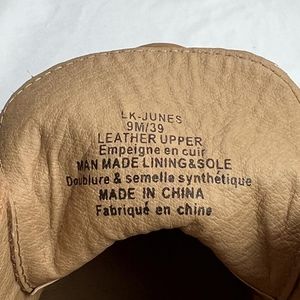 LK-JUNES
9M/39
LEATHER UPPER
Empeigne en cuir
MAN MADE LINING&SOLE
Doublure & semelle synthétique
MADE IN CHINA
Fabriqué en chine